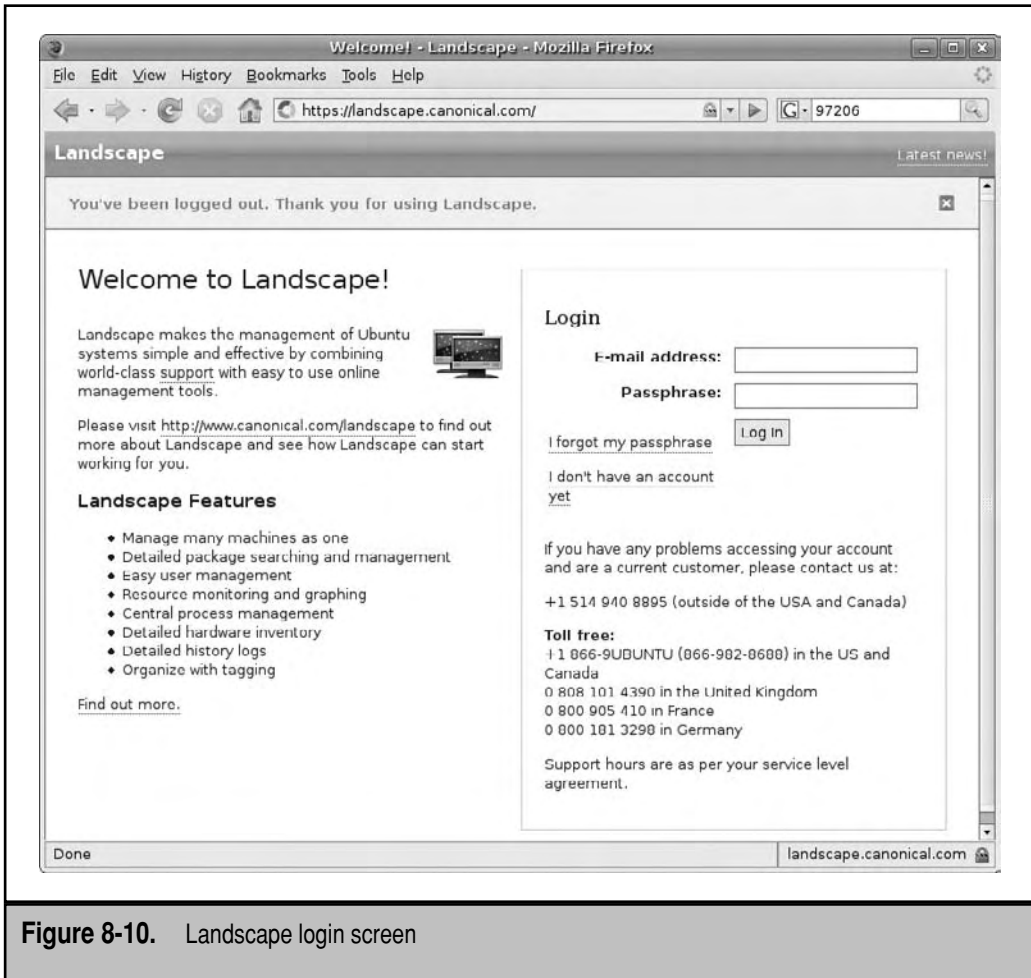 Welcome! - Landscape - Mozilla Firefox
File Edit View History Bookmarks Tools Help
https://landscape.canonical.com/
G 97206
Landscape
Latest news!
You've been logged out. Thank you for using Landscape.
Welcome to Landscape!
Landscape makes the management of Ubuntu
systems simple and effective by combining
world-class support with easy to use online
management tools.
Please visit http://www.canonical.com/landscape to find out
more about Landscape and see how Landscape can start
working for you.
Landscape Features
Manage many machines as one
Detailed package searching and management
Easy user management
Resource monitoring and graphing
Central process management
Detailed hardware inventory
Detailed history logs
Organize with tagging
Find out more.
Login
E-mail address:
Passphrase:
Log In
I forgot my passphrase
I don't have an account
yet
If you have any problems accessing your account
and are a current customer, please contact us at:
+1 514 940 8895 (outside of the USA and Canada)
Toll free:
+1 866-9UBUNTU (866-982-8688) in the US and
Canada
0 808 101 4390 in the United Kingdom
0 800 905 410 in France
0 800 181 3298 in Germany
Support hours are as per your service level
agreement.
Done
landscape.canonical.com
Figure 8-10. Landscape login screen